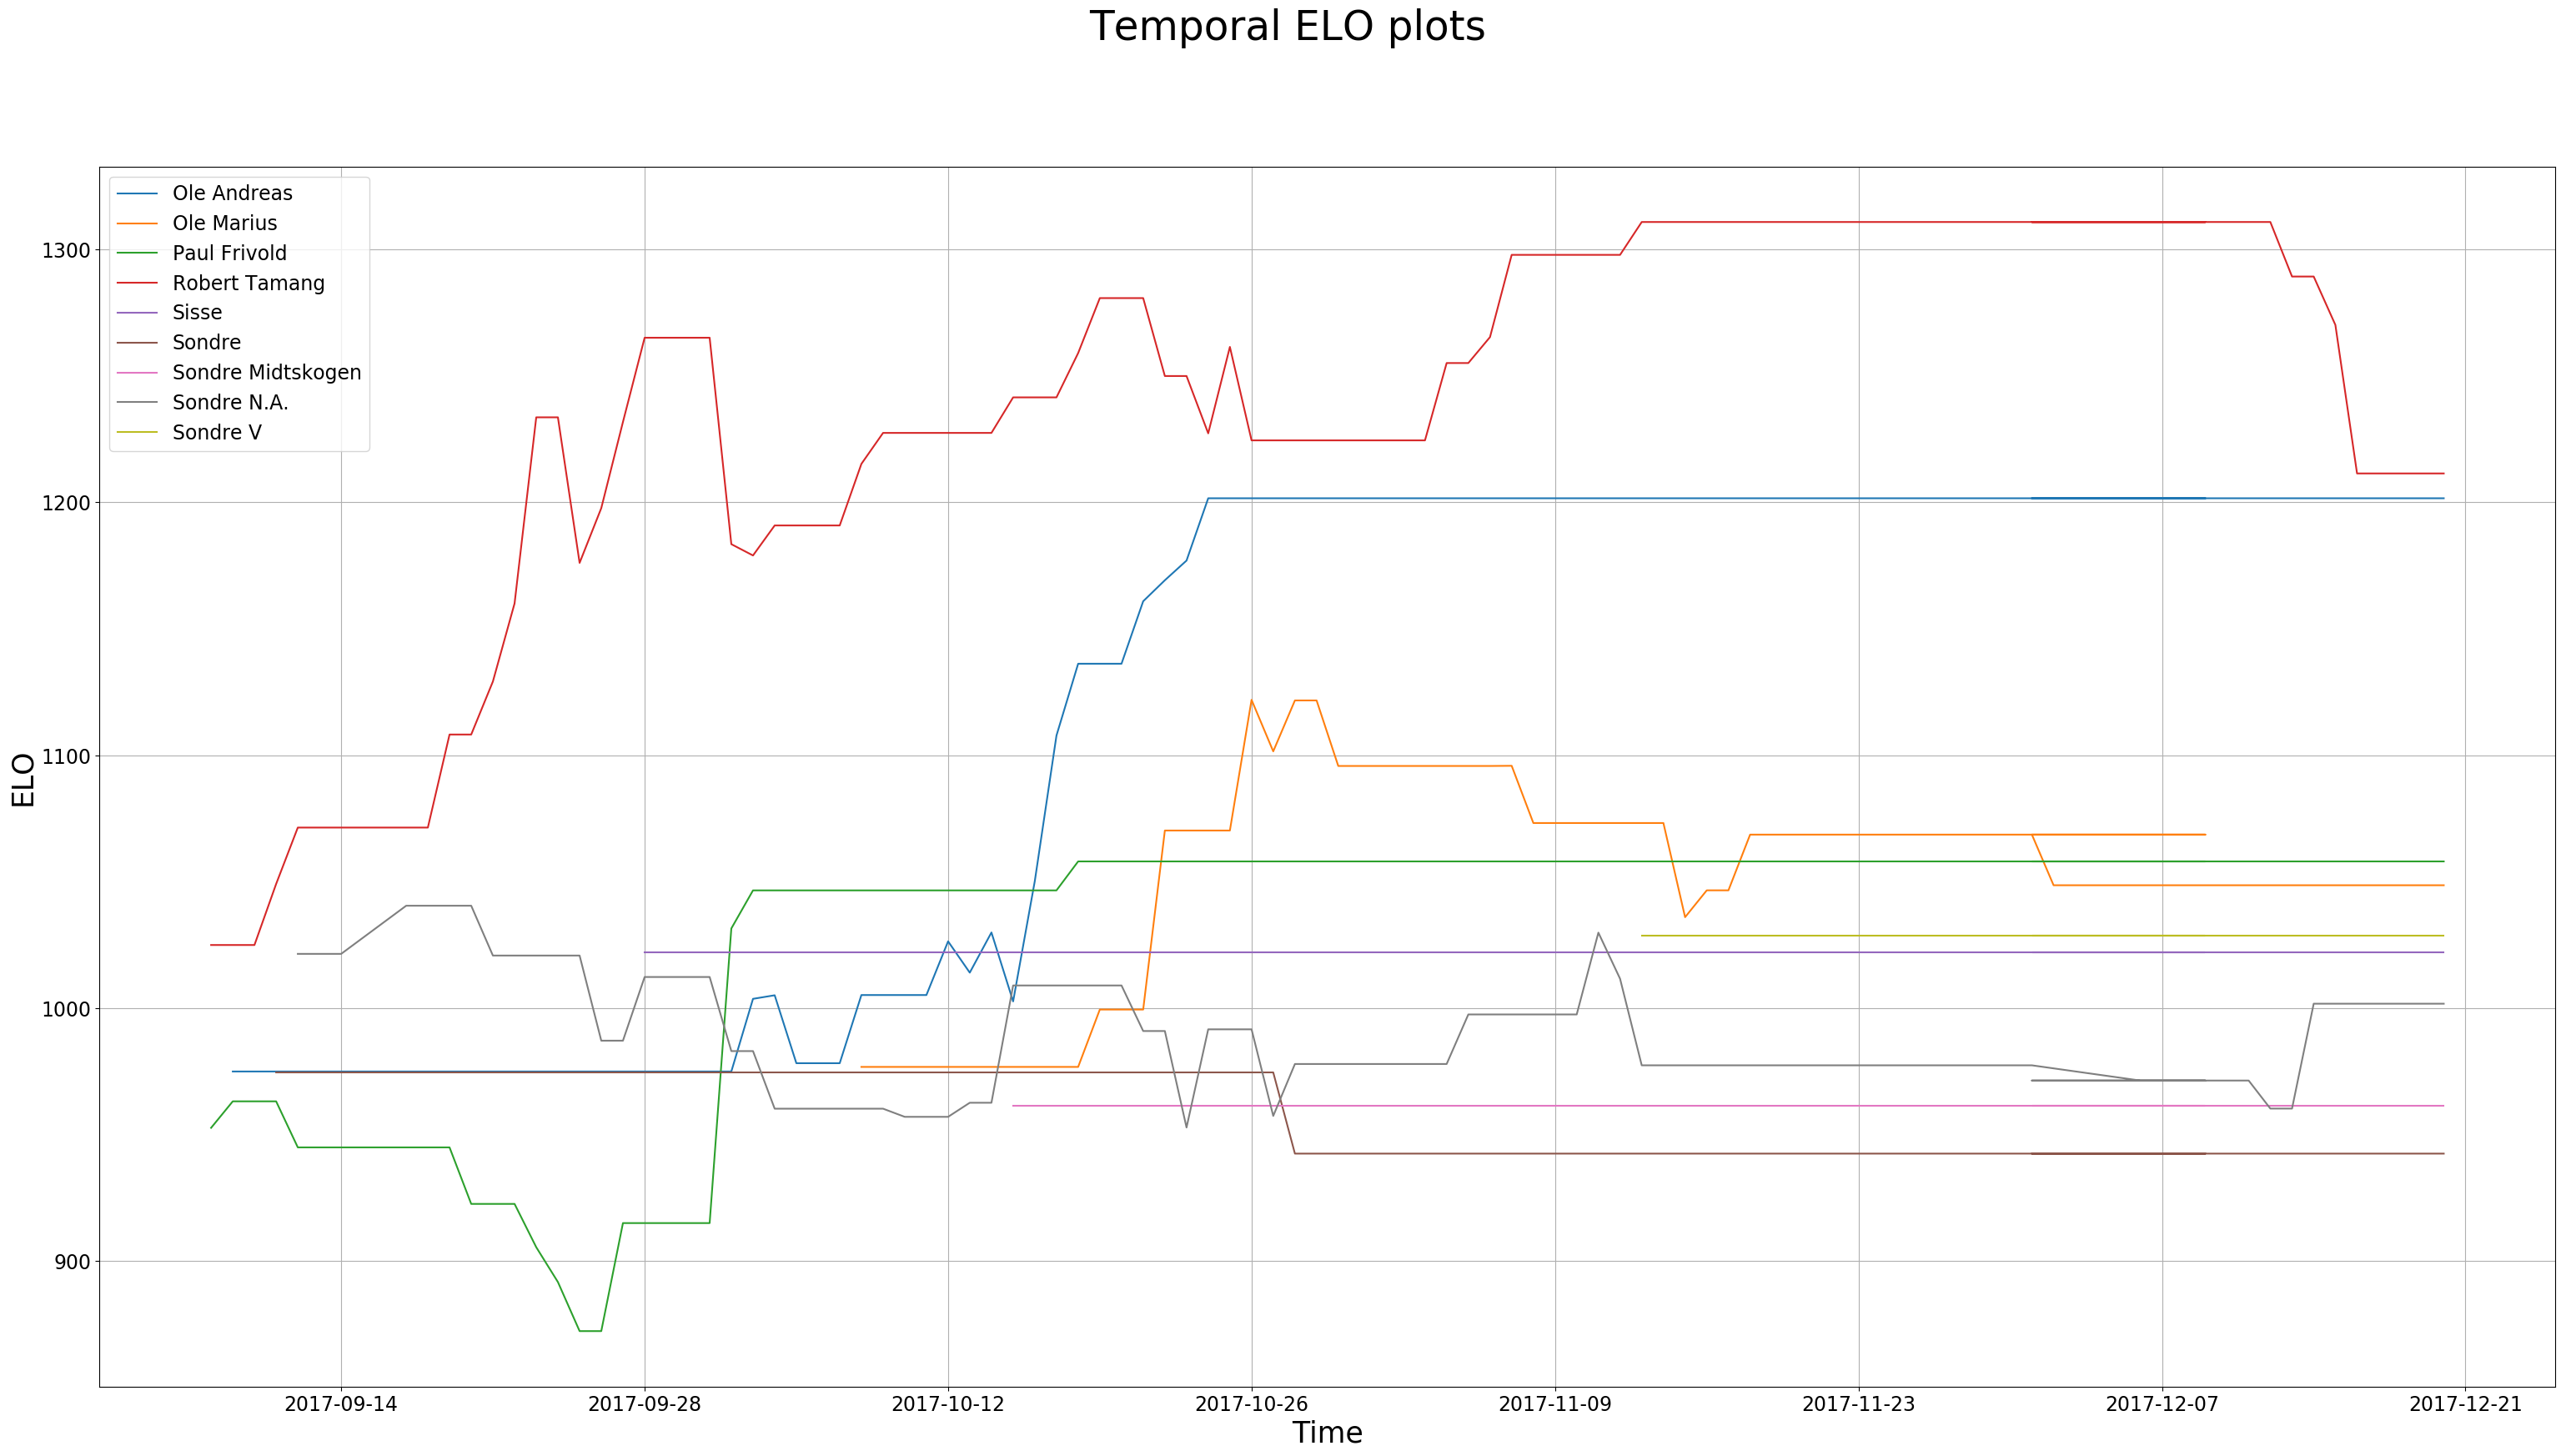 Temporal ELO plots
Ole Andreas
Ole Marius
Paul Frivold
Robert Tamang
Sisse
Sondre
Sondre Midtskogen
Sondre N.A.
Sondre V
ELO
1300
1200
1100
1000
900
2017-09-14
2017-09-28
2017-10-12
2017-10-26
2017-11-09
2017-11-23
2017-12-07
2017-12-21
Time